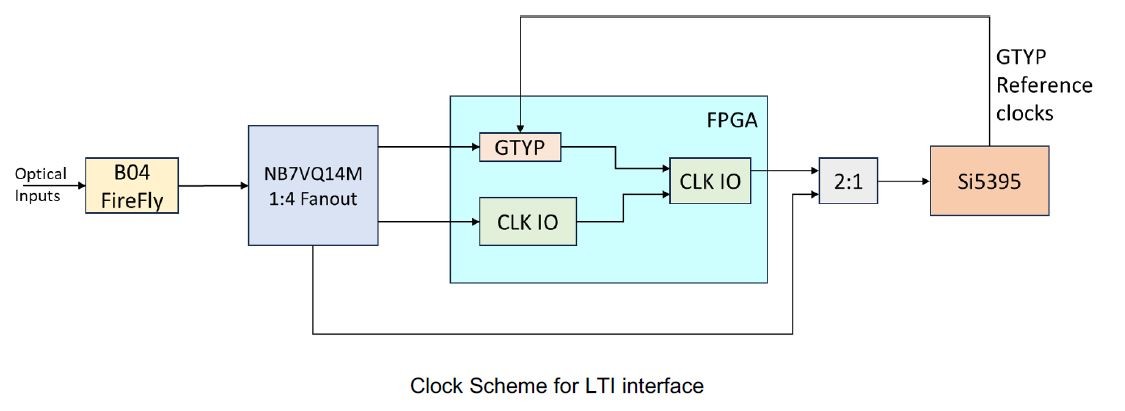 GTYP
Reference
clocks
FPGA
Optical
Inputs
B04
FireFly
NB7VQ14M
1:4 Fanout
GTYP
CLK IO
CLK IO
2:1
Si5395
Clock Scheme for LTI interface